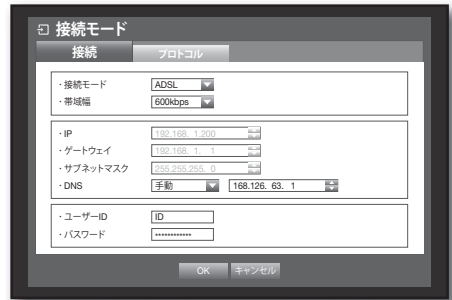 接続モード
接続 プロトコル
・接続モード ADSL
・帯域幅 600kbps
・IP 192.168. 1.200
・ゲートウェイ 192.168. 1. 1
・サブネットマスク 255.255.255. 0
・DNS 手動 168.126. 63. 1
・ユーザーID ID
・パスワード ************
OK キャンセル